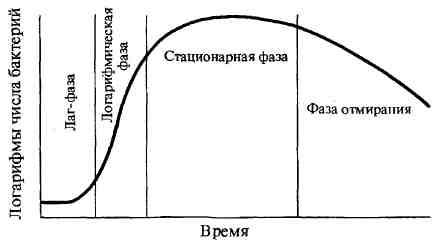 Логарифмы числа бактерий
Лаг-фаза
Логарифмическая
фаза
Стационарная фаза
Фаза отмирания
Время